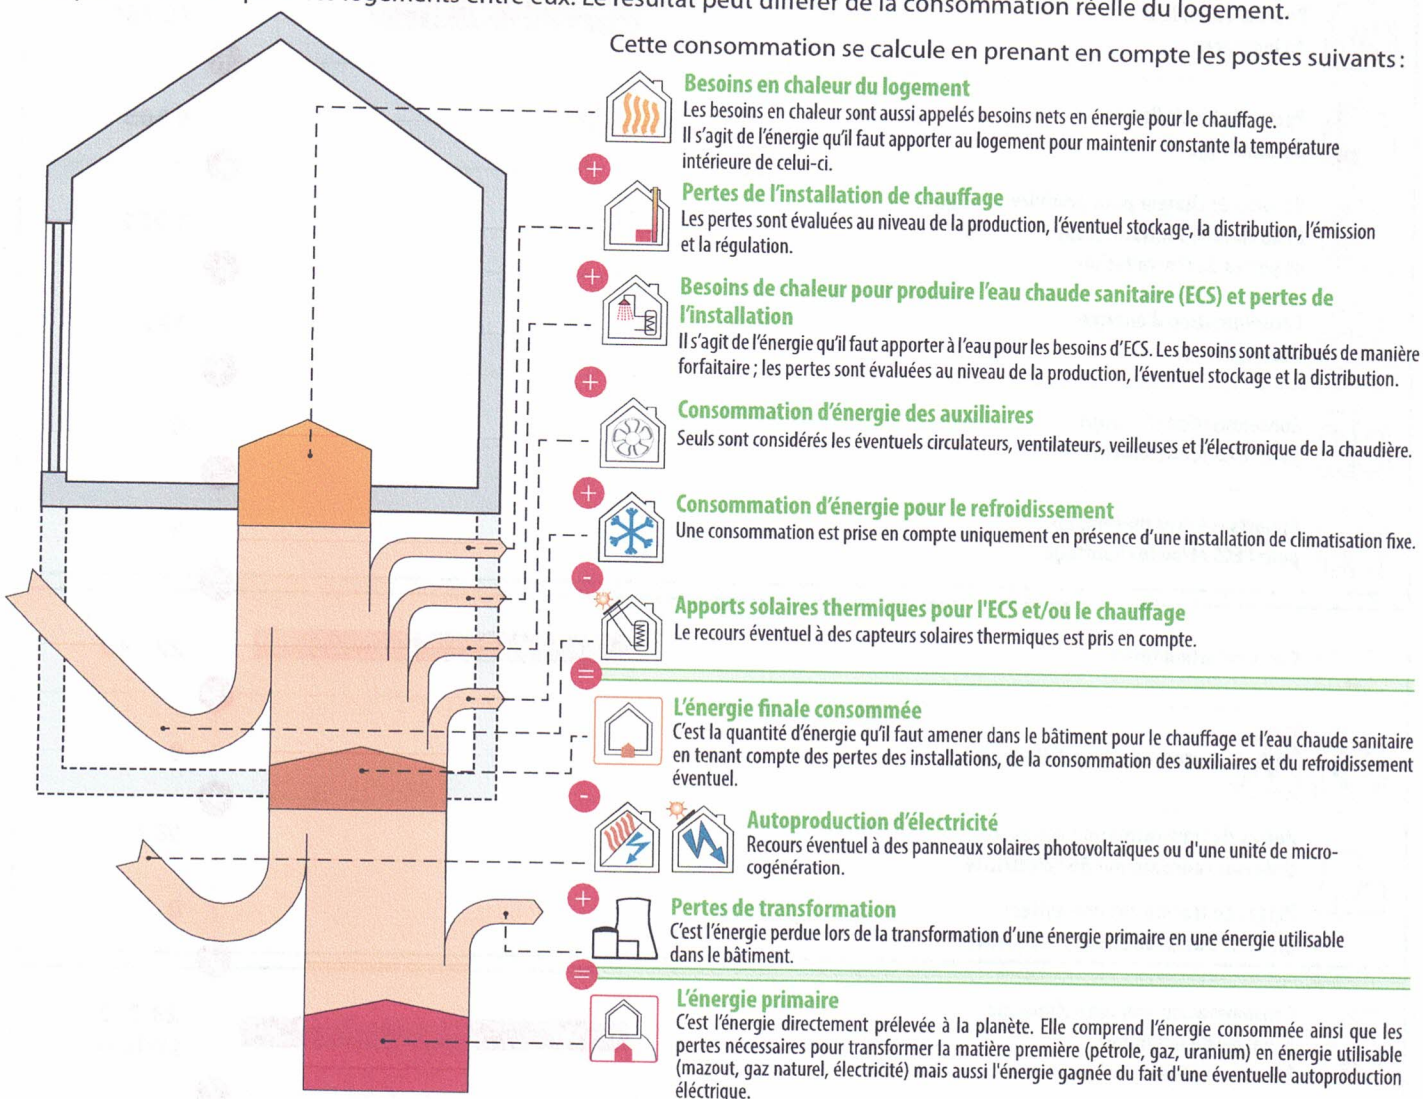 logements entre eux. Le résultat peut différer de la consommation réelle du logement.
Cette consommation se calcule en prenant en compte les postes suivants :
Besoins en chaleur du logement
Les besoins en chaleur sont aussi appelés besoins nets en énergie pour le chauffage.
Il s'agit de l'énergie qu'il faut apporter au logement pour maintenir constante la température
intérieure de celui-ci.
+
Pertes de l'installation de chauffage
Les pertes sont évaluées au niveau de la production, l'éventuel stockage, la distribution, l'émission
et la régulation.
+
Besoins de chaleur pour produire l'eau chaude sanitaire (ECS) et pertes de
l'installation
Il s'agit de l'énergie qu'il faut apporter à l'eau pour les besoins d'ECS. Les besoins sont attribués de manière
forfaitaire ; les pertes sont évaluées au niveau de la production, l'éventuel stockage et la distribution.
+
Consommation d'énergie des auxiliaires
Seuls sont considérés les éventuels circulateurs, ventilateurs, veilleuses et l'électronique de la chaudière.
+
Consommation d'énergie pour le refroidissement
Une consommation est prise en compte uniquement en présence d'une installation de climatisation fixe.
-
Apports solaires thermiques pour l'ECS et/ou le chauffage
Le recours éventuel à des capteurs solaires thermiques est pris en compte.
=
L'énergie finale consommée
C'est la quantité d'énergie qu'il faut amener dans le bâtiment pour le chauffage et l'eau chaude sanitaire
en tenant compte des pertes des installations, de la consommation des auxiliaires et du refroidissement
éventuel.
-
Autoproduction d'électricité
Recours éventuel à des panneaux solaires photovoltaïques ou d'une unité de micro-
cogénération.
+
Pertes de transformation
C'est l'énergie perdue lors de la transformation d'une énergie primaire en une énergie utilisable
dans le bâtiment.
=
L'énergie primaire
C'est l'énergie directement prélevée à la planète. Elle comprend l'énergie consommée ainsi que les
pertes nécessaires pour transformer la matière première (pétrole, gaz, uranium) en énergie utilisable
(mazout, gaz naturel, électricité) mais aussi l'énergie gagnée du fait d'une éventuelle autoproduction
éléctrique.